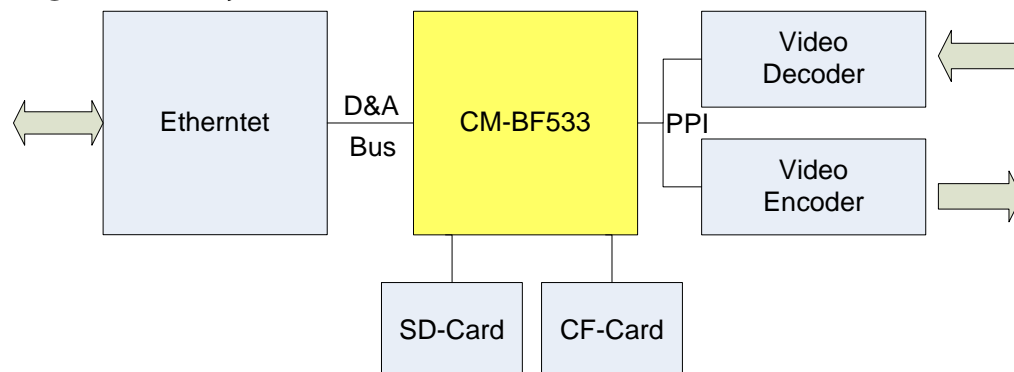 Etherntet
D&A
Bus
CM-BF533
PPI
Video
Decoder
Video
Encoder
SD-Card
CF-Card